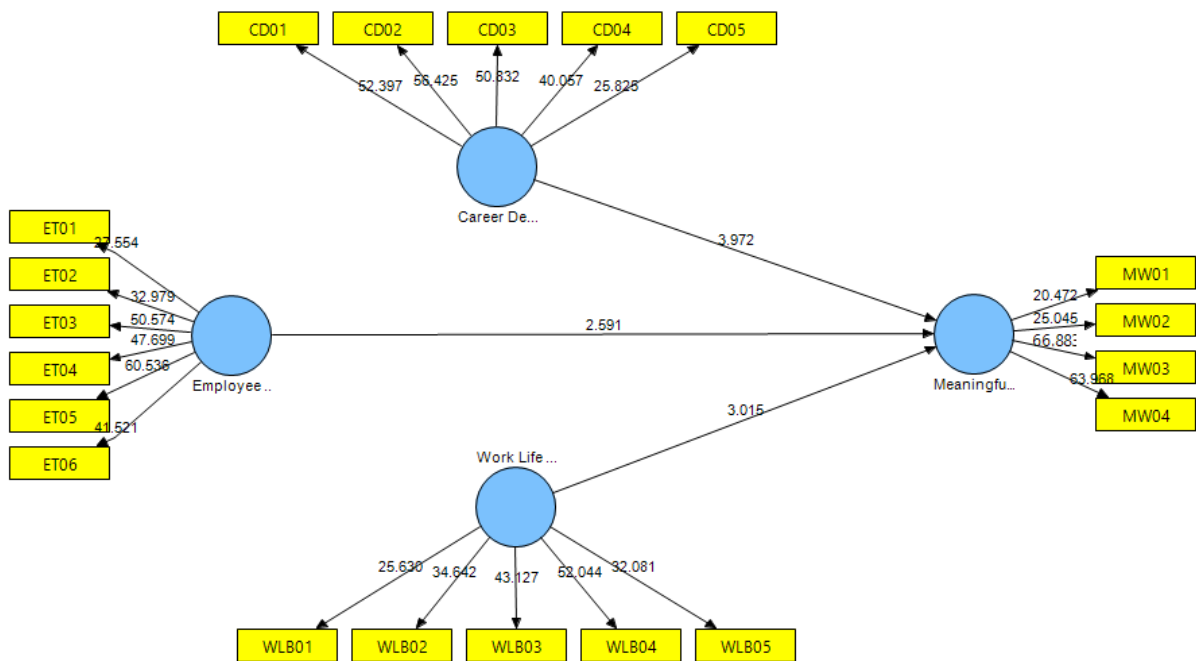 CD01 CD02 CD03 CD04 CD05
52.397 56.425 50.832 40.057 25.825
Career De...
3.972
ET01
27.554
ET02
32.979
ET03
50.574
47.699
ET04
60.536
ET05
41.521
ET06
Employee ..
2.591
MW01
20.472
MW02
25.045
66.883
MW03
63.968
MW04
Meaningfu...
3.015
Work Life ...
25.630 34.642 43.127 52.044 32.081
WLB01 WLB02 WLB03 WLB04 WLB05